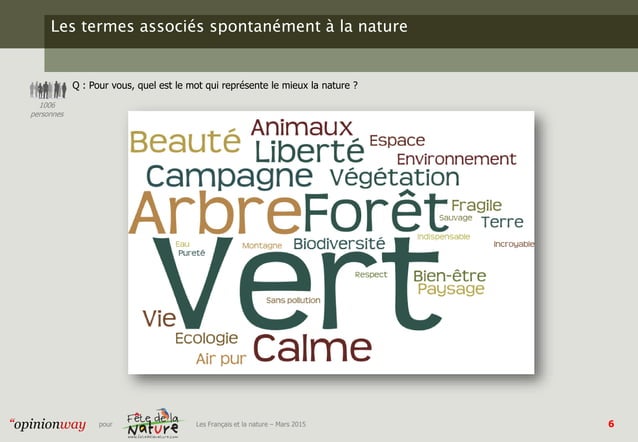 Les termes associés spontanément à la nature
Q : Pour vous, quel est le mot qui représente le mieux la nature ?
1006
personnes
Animaux
Beauté
Espace
Liberté
Environnement
Campagne
Végétation
Arbre
Forêt
Fragile
Sauvage
Terre
Indispensable
Eau
Montagne
Biodiversité
Incroyable
Pureté
Vert
Respect
Bien-être
Paysage
Sans pollution
Vie
Ecologie
Calme
Air pur
“opinionway
pour
Fête de la
Nature
www.fetedelanature.com
Les Français et la nature – Mars 2015
6